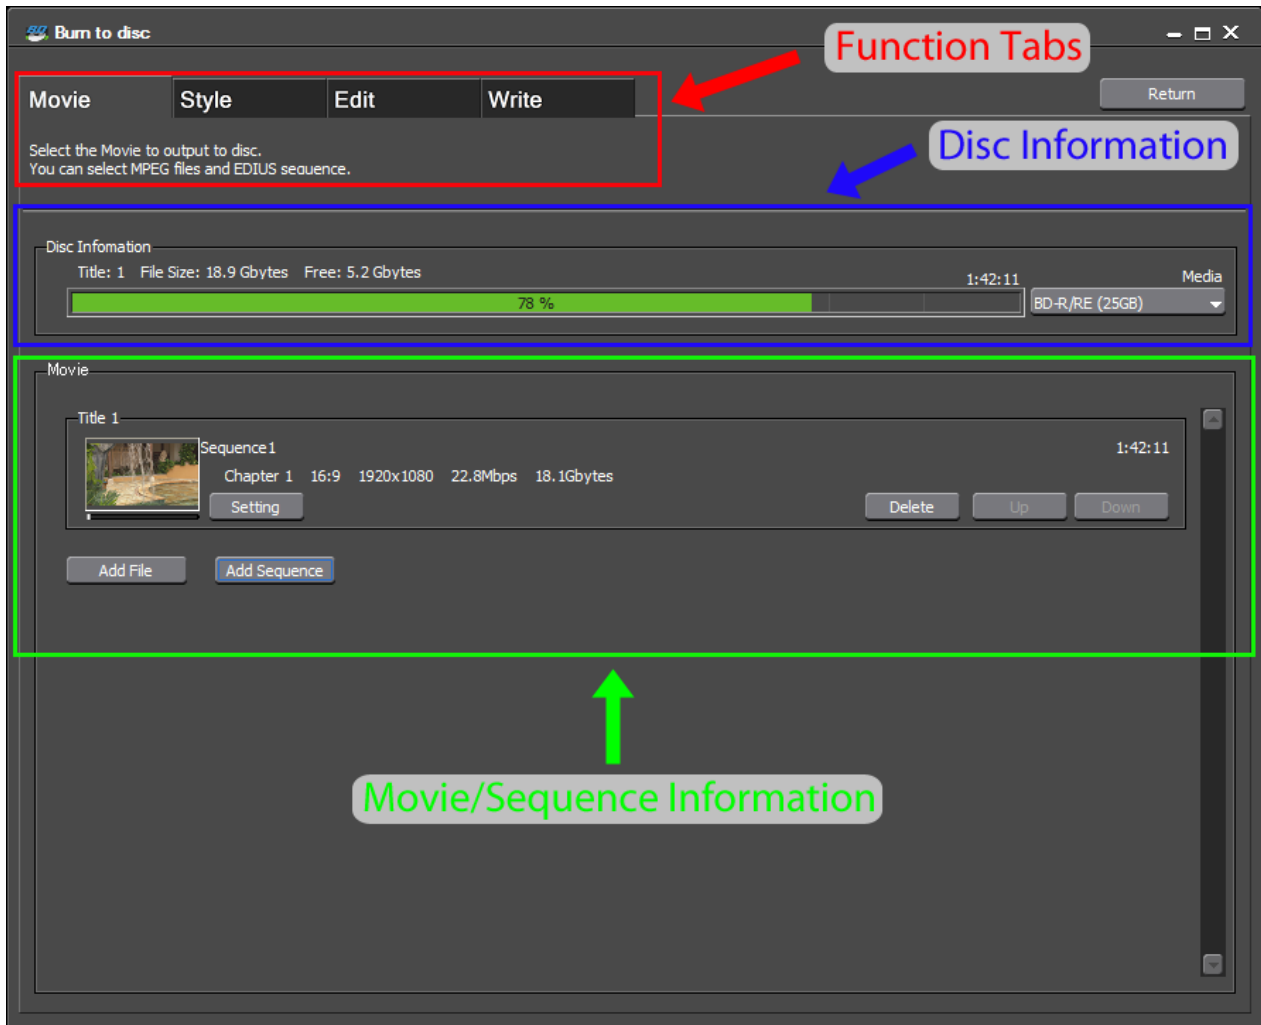 Burn to disc
Function Tabs
Movie Style Edit Write
Return
Select the Movie to output to disc.
You can select MPEG files and EDIUS sequence.
Disc Information
Disc Infomation
Title: 1 File Size: 18.9 Gbytes Free: 5.2 Gbytes
1:42:11 Media
78 %
BD-R/RE (25GB)
Movie
Title 1
Sequence1 1:42:11
Chapter 1 16:9 1920x1080 22.8Mbps 18.1Gbytes
Setting Delete Up Down
Add File Add Sequence
Movie/Sequence Information